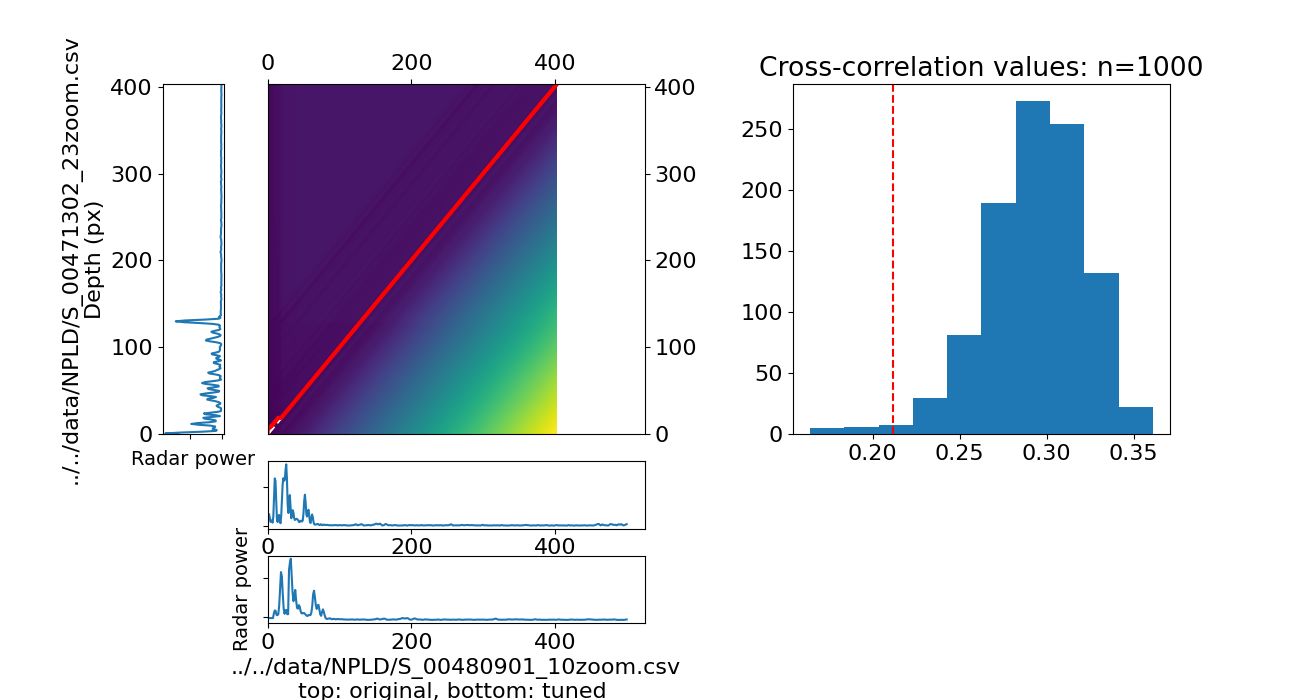 ../../data/NPLD/S_00471302_23zoom.csv
Depth (px)
0 200 400
400
300
200
100
0
400
300
200
100
0
Radar power
0 200 400
Radar power
0 200 400
../../data/NPLD/S_00480901_10zoom.csv
top: original, bottom: tuned
Cross-correlation values: n=1000
250
200
150
100
50
0
0.20 0.25 0.30 0.35